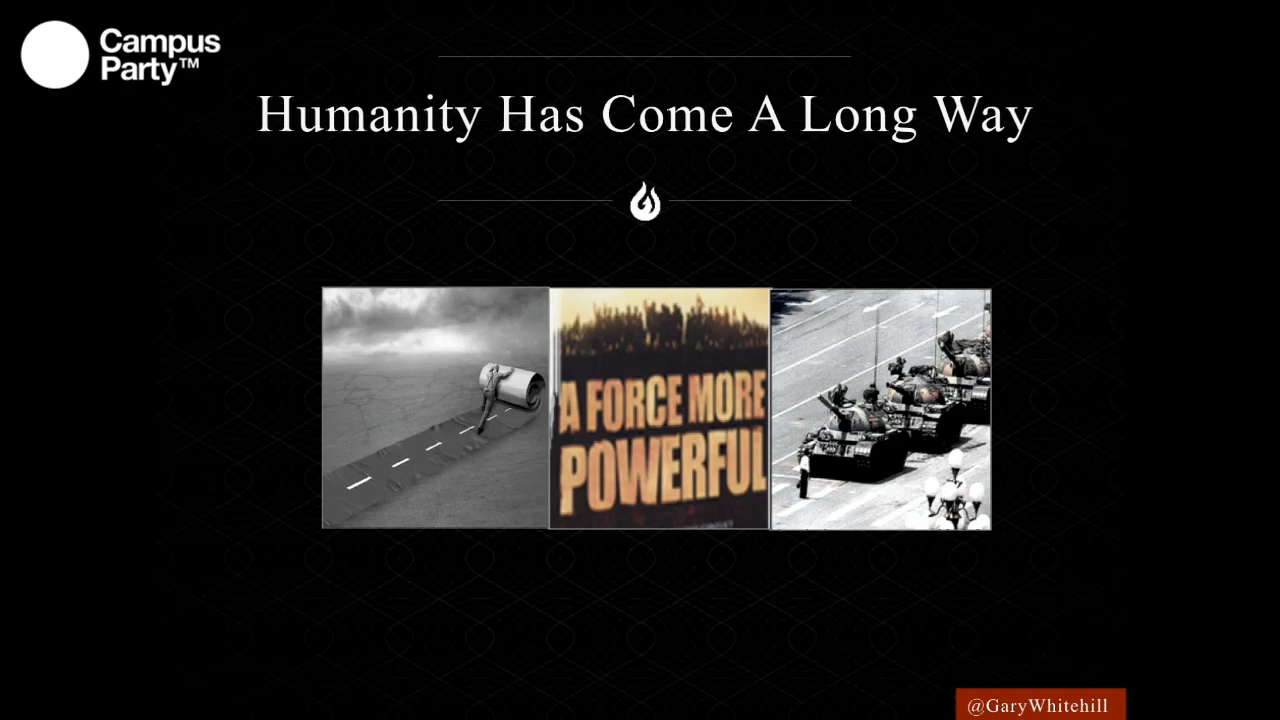 Campus
Party™
Humanity Has Come A Long Way
A FORCE MORE
POWERFUL
@GaryWhitehill